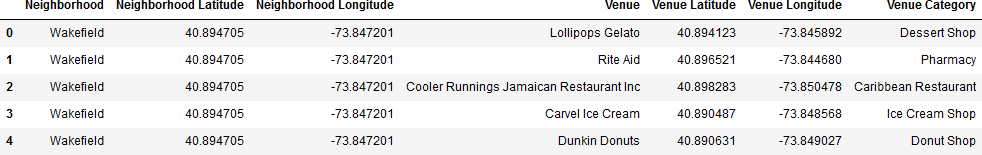 Neighborhood Neighborhood Latitude Neighborhood Longitude Venue Venue Latitude Venue Longitude Venue Category
0 Wakefield 40.894705 -73.847201 Lollipops Gelato 40.894123 -73.845892 Dessert Shop
1 Wakefield 40.894705 -73.847201 Rite Aid 40.896521 -73.844680 Pharmacy
2 Wakefield 40.894705 -73.847201 Cooler Runnings Jamaican Restaurant Inc 40.898283 -73.850478 Caribbean Restaurant
3 Wakefield 40.894705 -73.847201 Carvel Ice Cream 40.890487 -73.848568 Ice Cream Shop
4 Wakefield 40.894705 -73.847201 Dunkin Donuts 40.890631 -73.849027 Donut Shop